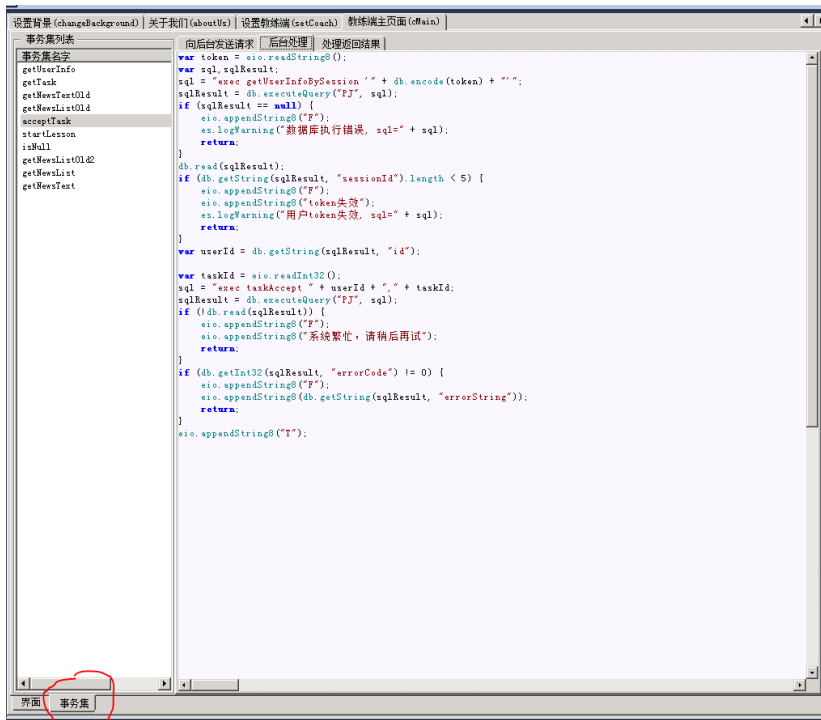 设置背景(changeBackground) 关于我们(aboutUs) 设置教练端(setCoach) 教练端主页面(cMain)
事务集列表
事务集名字
getUserInfo
getTask
getNewsTextOld
getNewsListOld
acceptTask
startLesson
isNull
getNewsListOld2
getNewsList
getNewsText
向后台发送请求 后台处理 处理返回结果
var token = eio.readString8();
var sql,sqlResult;
sql = "exec getUserInfoBySession '" + db.encode(token) + "'";
sqlResult = db.executeQuery("PJ", sql);
if (sqlResult == null) {
    eio.appendString8("F");
    es.logWarning("数据库执行错误, sql=" + sql);
    return;
}
db.read(sqlResult);
if (db.getString(sqlResult, "sessionId").length < 5) {
    eio.appendString8("F");
    eio.appendString8("token失效");
    es.logWarning("用户token失效, sql=" + sql);
    return;
}
var userId = db.getString(sqlResult, "id");
var taskId = eio.readInt32();
sql = "exec taskAccept " + userId + "," + taskId;
sqlResult = db.executeQuery("PJ", sql);
if (!db.read(sqlResult)) {
    eio.appendString8("F");
    eio.appendString8("系统繁忙，请稍后再试");
    return;
}
if (db.getInt32(sqlResult, "errorCode") != 0) {
    eio.appendString8("F");
    eio.appendString8(db.getString(sqlResult, "errorString"));
    return;
}
eio.appendString8("T");
界面 事务集